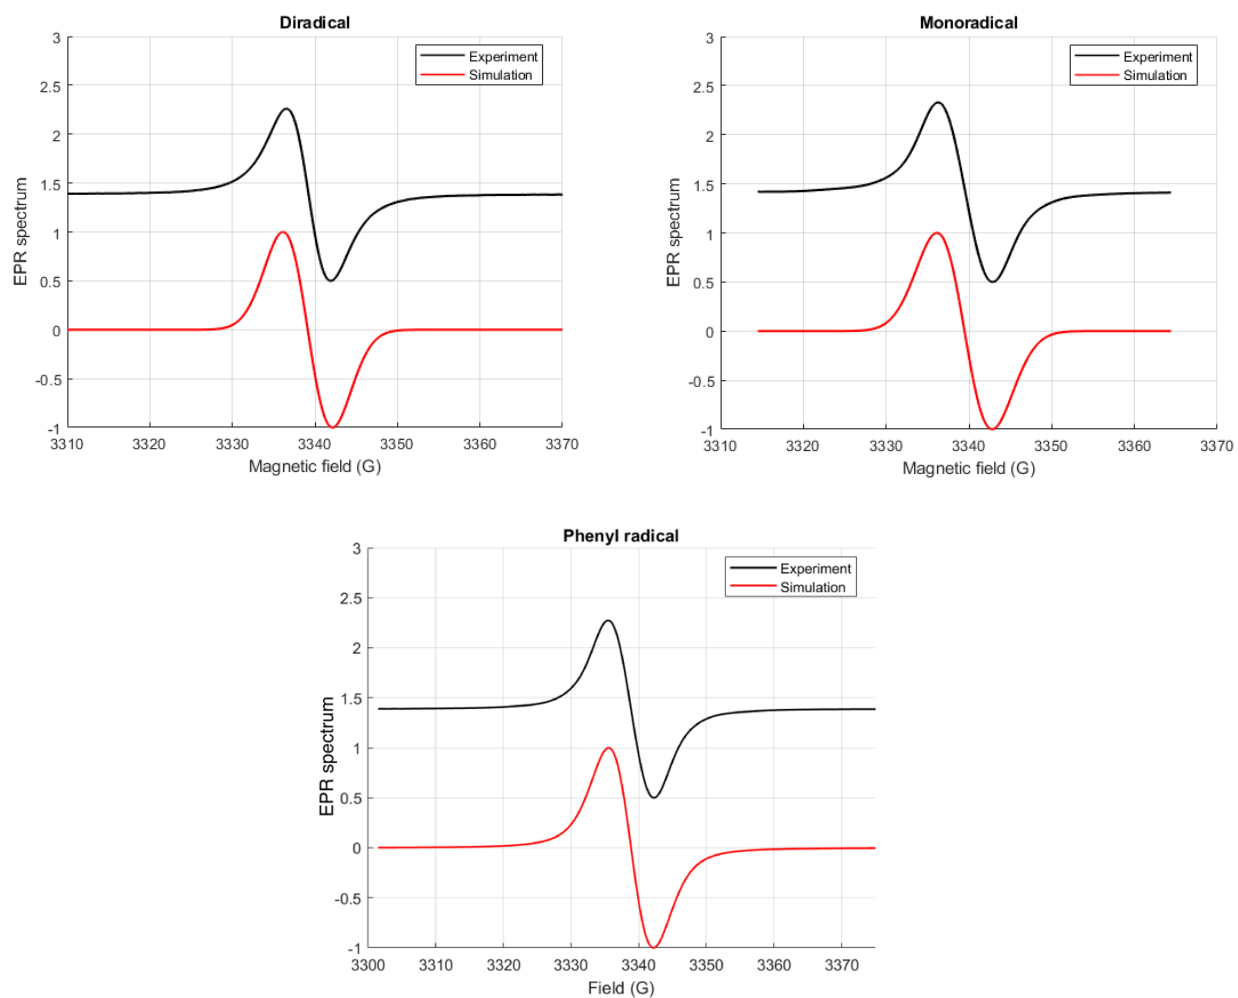 Diradical
3
2.5
2
1.5
1
0.5
0
-0.5
-1
EPR spectrum
Experiment
Simulation
3310 3320 3330 3340 3350 3360 3370
Magnetic field (G)
Monoradical
3
2.5
2
1.5
1
0.5
0
-0.5
-1
EPR spectrum
Experiment
Simulation
3310 3320 3330 3340 3350 3360 3370
Magnetic field (G)
Phenyl radical
3
2.5
2
1.5
1
0.5
0
-0.5
-1
EPR spectrum
Experiment
Simulation
3300 3310 3320 3330 3340 3350 3360 3370
Field (G)